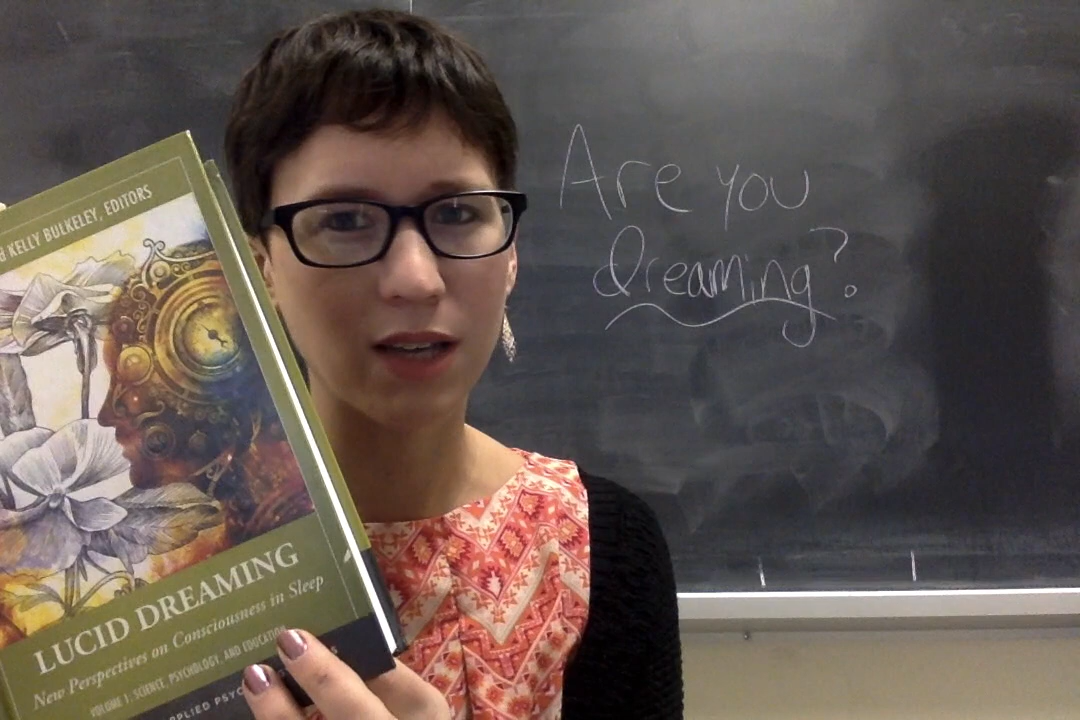 KELLY BULKELEY, EDITORS
LUCID DREAMING
New Perspectives on Consciousness in Sleep
VOLUME 1: SCIENCE, PSYCHOLOGY, AND EDUCATION
APPLIED
Are you
dreaming?